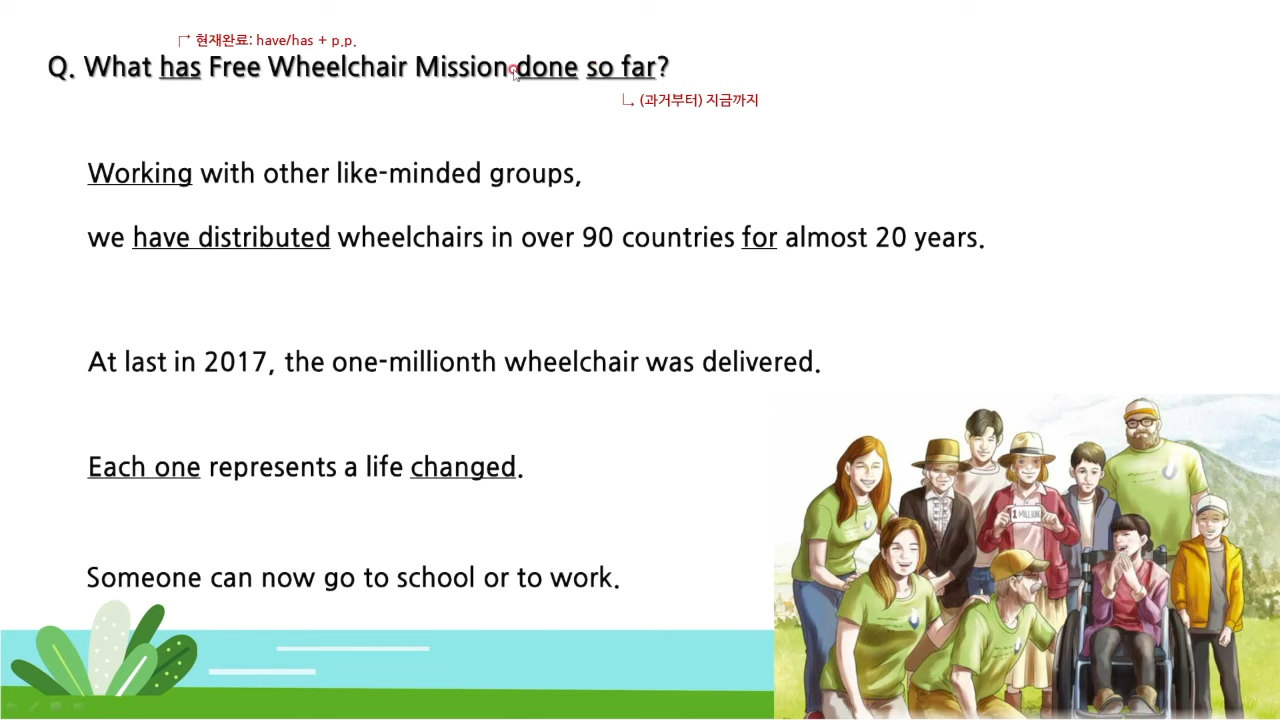 현재완료: have/has + p.p.
Q. What has Free Wheelchair Mission done so far?
(과거부터) 지금까지
Working with other like-minded groups,
we have distributed wheelchairs in over 90 countries for almost 20 years.
At last in 2017, the one-millionth wheelchair was delivered.
Each one represents a life changed.
Someone can now go to school or to work.
1 MILLION